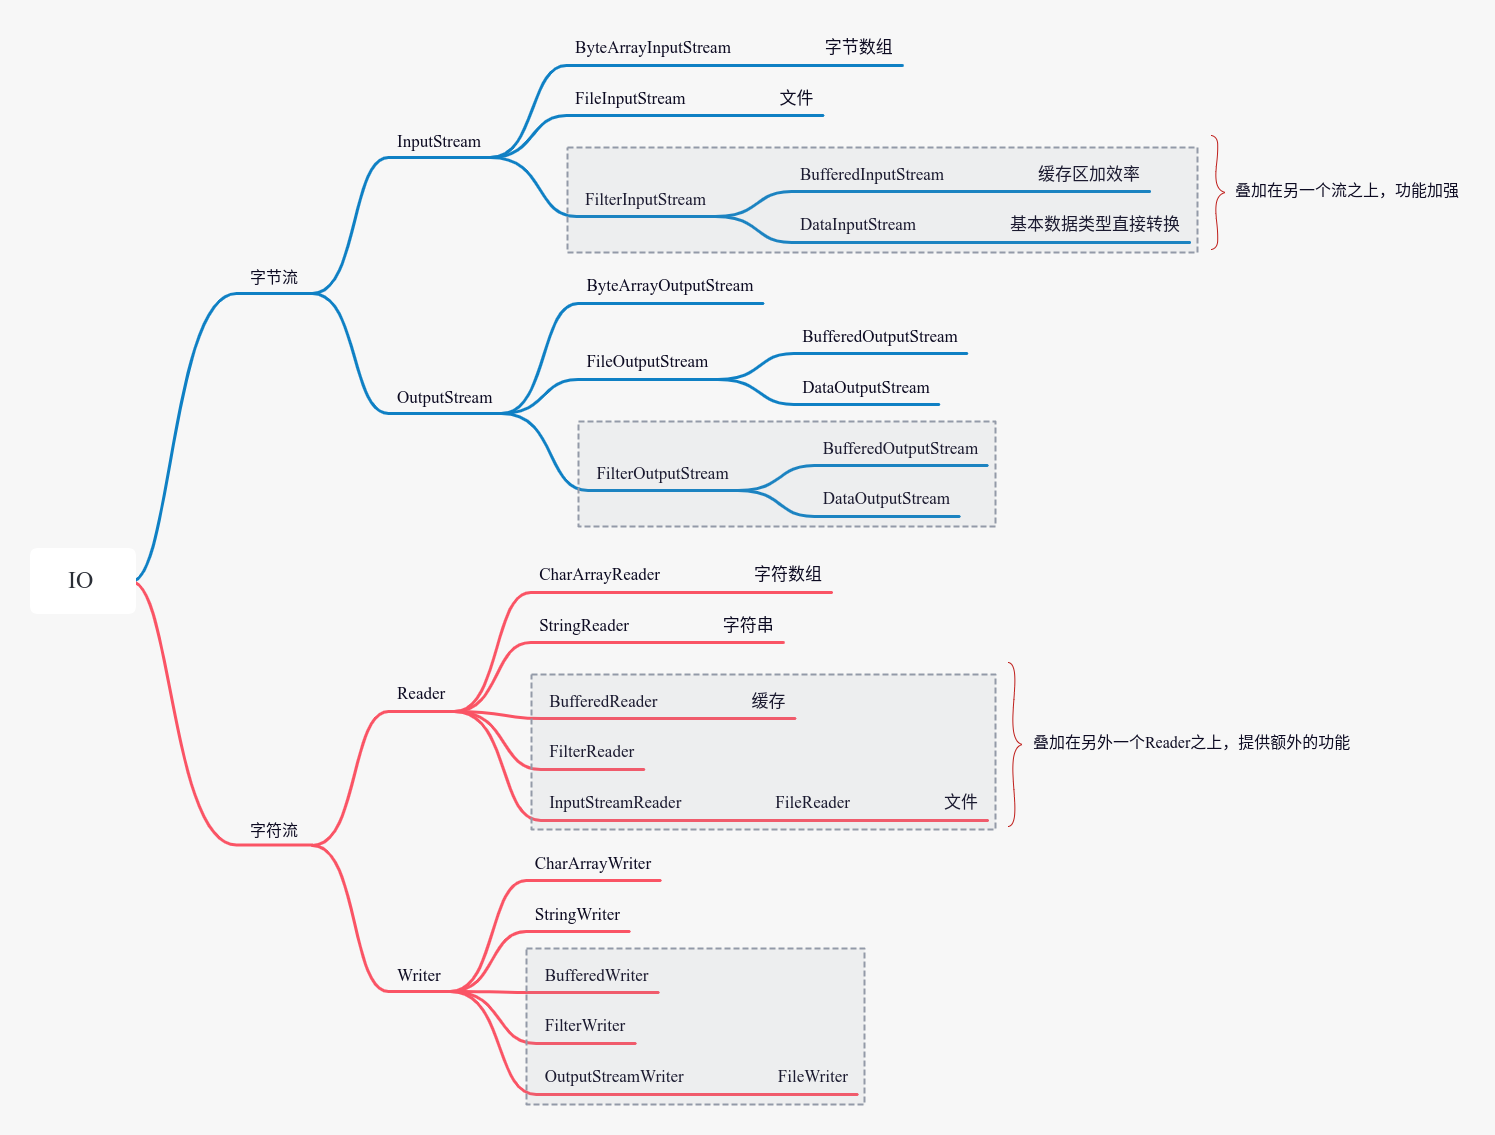 IO
字节流
InputStream
ByteArrayInputStream 字节数组
FileInputStream 文件
FilterInputStream
BufferedInputStream 缓存区加效率
DataInputStream 基本数据类型直接转换
叠加在另一个流之上，功能加强
OutputStream
ByteArrayOutputStream
FileOutputStream
BufferedOutputStream
DataOutputStream
FilterOutputStream
BufferedOutputStream
DataOutputStream
字符流
Reader
CharArrayReader 字符数组
StringReader 字符串
BufferedReader 缓存
FilterReader
InputStreamReader FileReader 文件
叠加在另外一个Reader之上，提供额外的功能
Writer
CharArrayWriter
StringWriter
BufferedWriter
FilterWriter
OutputStreamWriter FileWriter